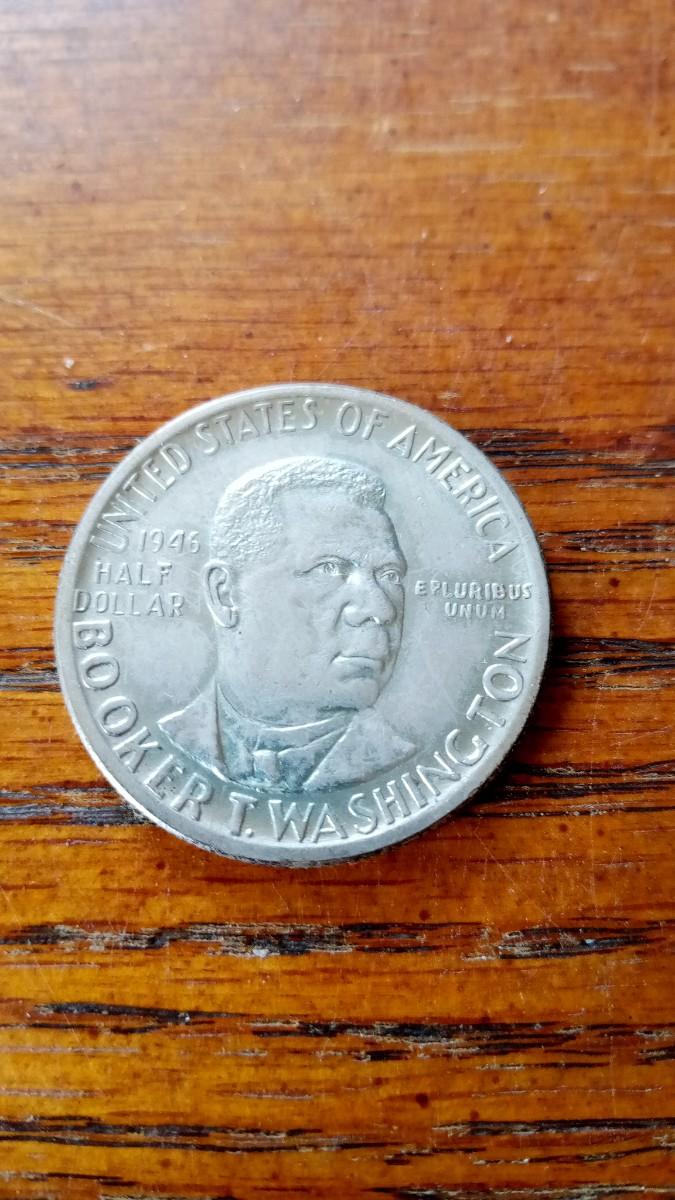 UNITED STATES OF AMERICA
1946
HALF
DOLLAR
E PLURIBUS
UNUM
BOOKER T. WASHINGTON